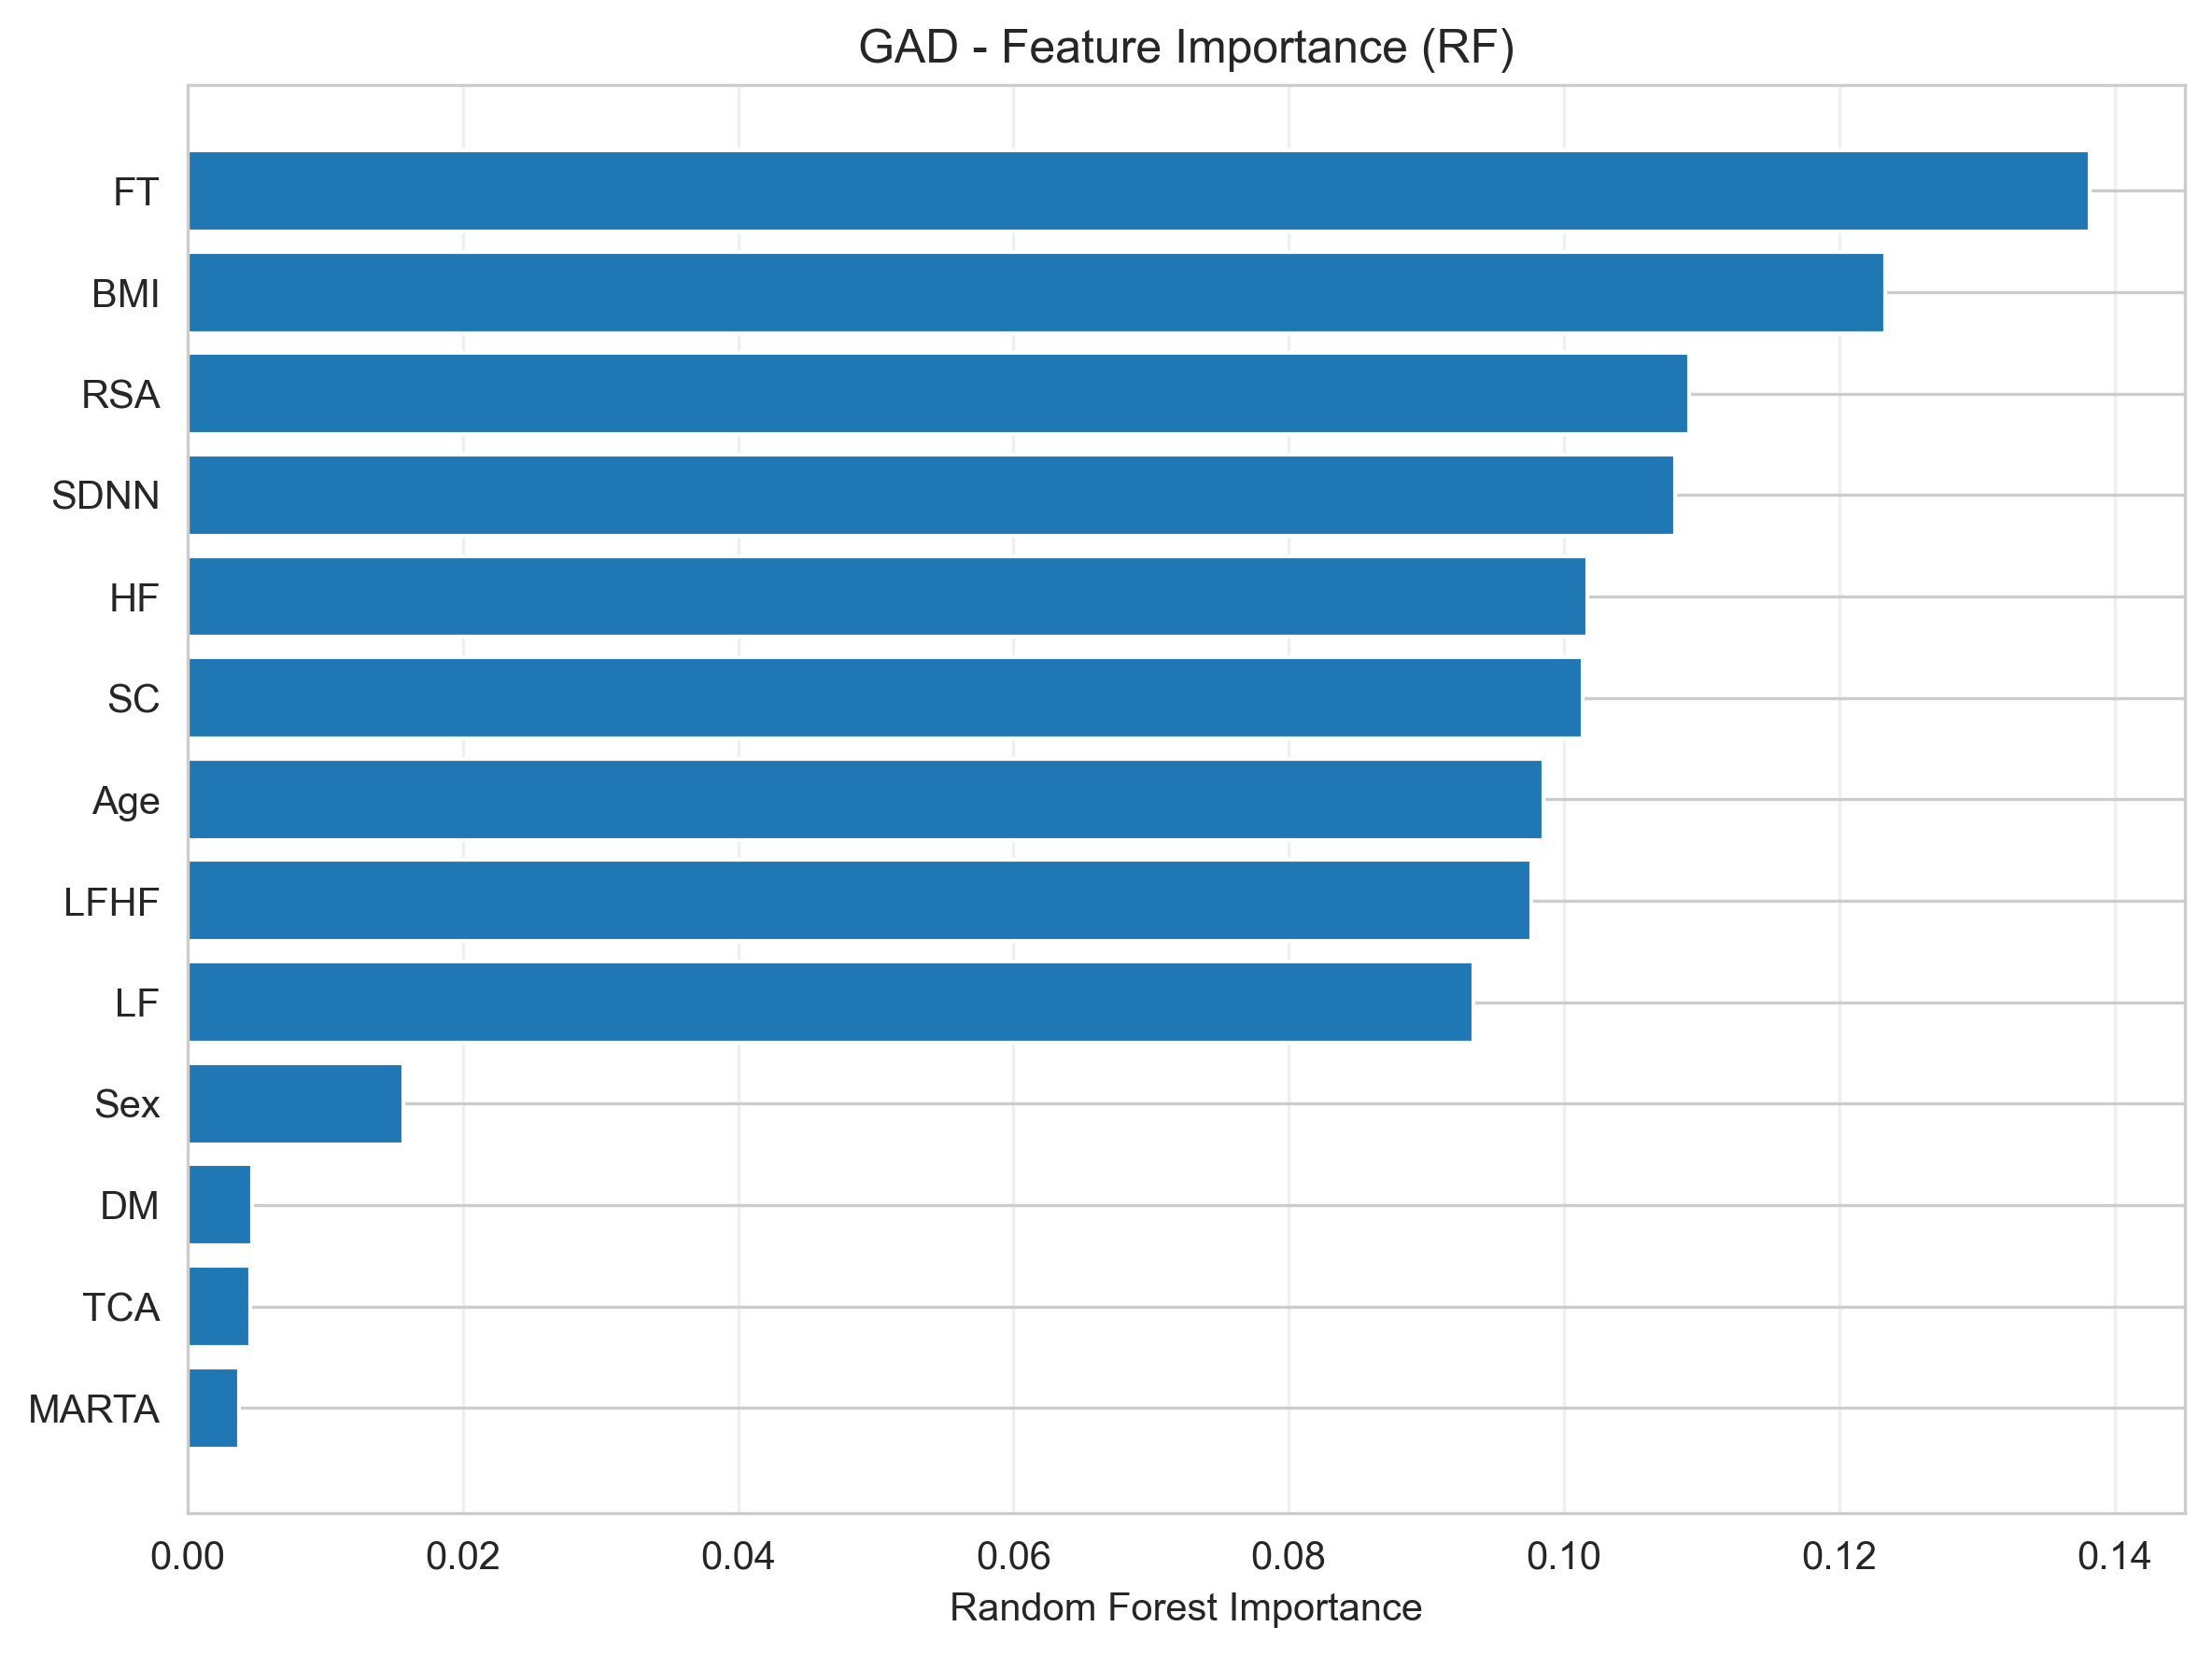 GAD - Feature Importance (RF)
FT
BMI
RSA
SDNN
HF
SC
Age
LFHF
LF
Sex
DM
TCA
MARTA
0.00 0.02 0.04 0.06 0.08 0.10 0.12 0.14
Random Forest Importance